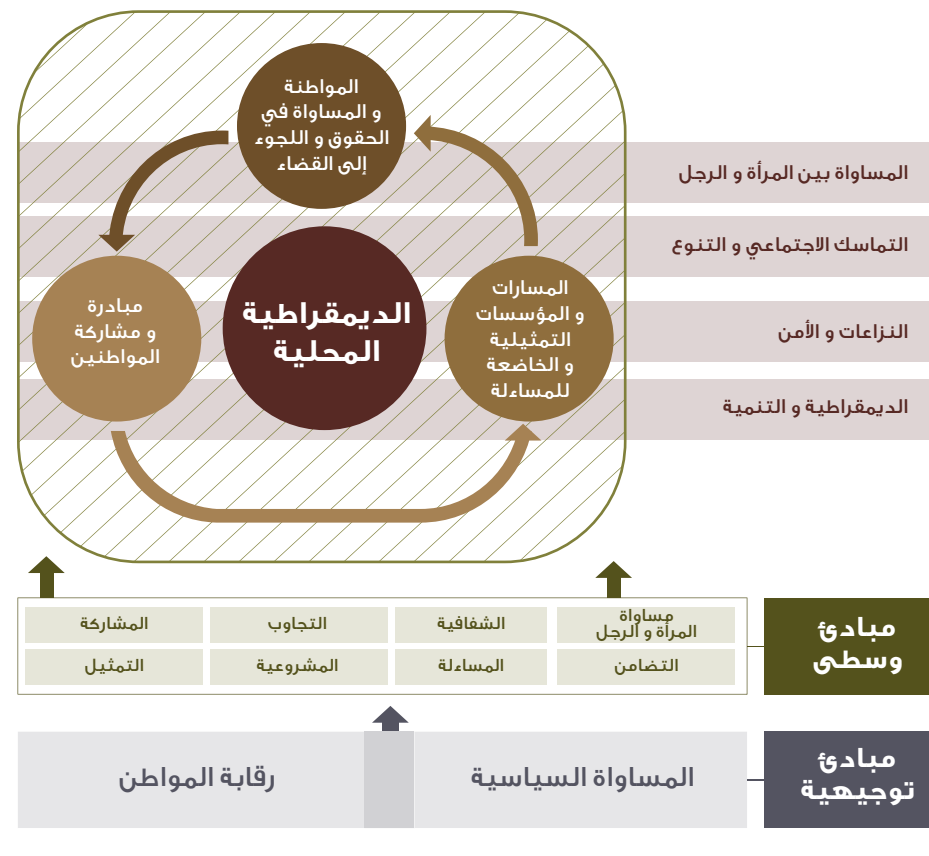 المواطنة
و المساواة في
الحقوق و اللجوء
إلى القضاء
المساواة بين المرأة و الرجل
التماسك الاجتماعي و التنوع
النزاعات و الأمن
الديمقراطية و التنمية
المسارات
و المؤسسات
التمثيلية
و الخاضعة
للمساءلة
الديمقراطية
المحلية
مبادرة
و مشاركة
المواطنين
مبادئ
وسطى
مساواة
المرأة و الرجل
الشفافية
التجاوب
المشاركة
التضامن
المساءلة
المشروعية
التمثيل
مبادئ
توجيهية
المساواة السياسية
رقابة المواطن